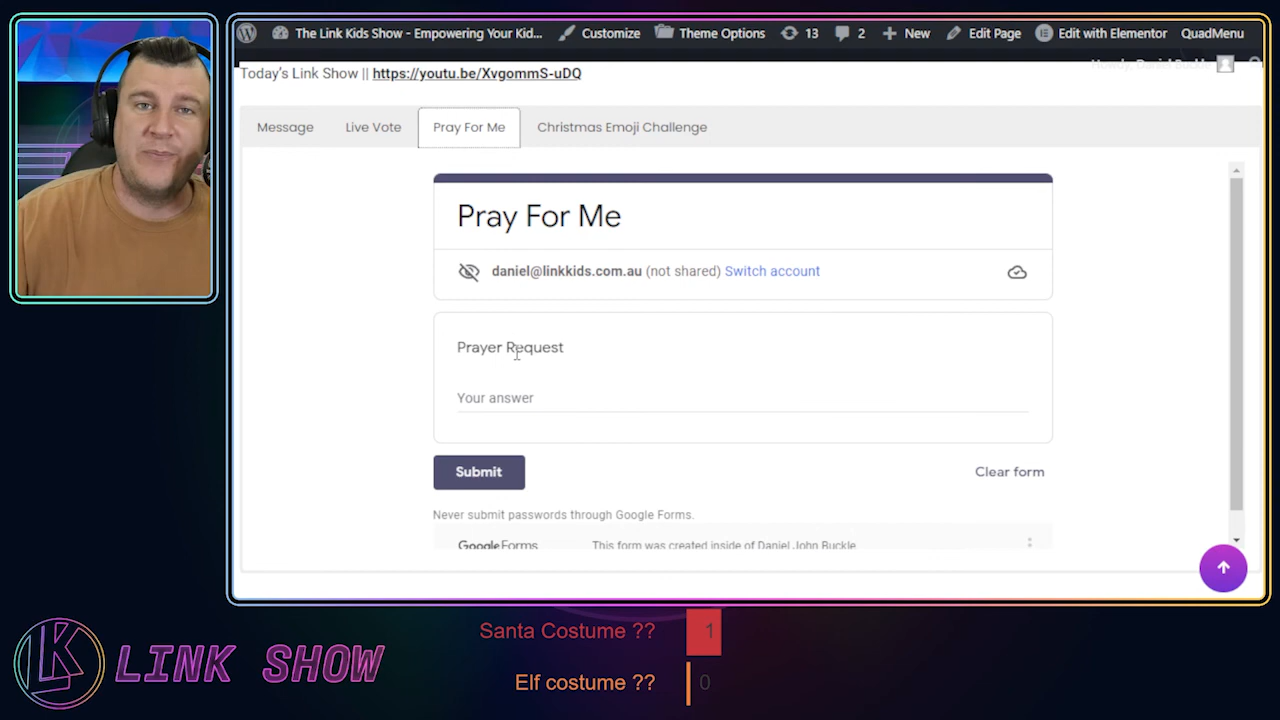 The Link Kids Show - Empowering Your Kid... Customize Theme Options 13 2 New Edit Page Edit with Elementor QuadMenu
Howdy, Daniel Buckle
Today's Link Show || https://youtu.be/XvgommS-uDQ
Message Live Vote Pray For Me Christmas Emoji Challenge
Pray For Me
daniel@linkkids.com.au (not shared) Switch account
Prayer Request
Your answer
Submit Clear form
Never submit passwords through Google Forms.
Google Forms This form was created inside of Daniel John Buckle.
Santa Costume ?? 1
LINK SHOW
Elf costume ?? 0